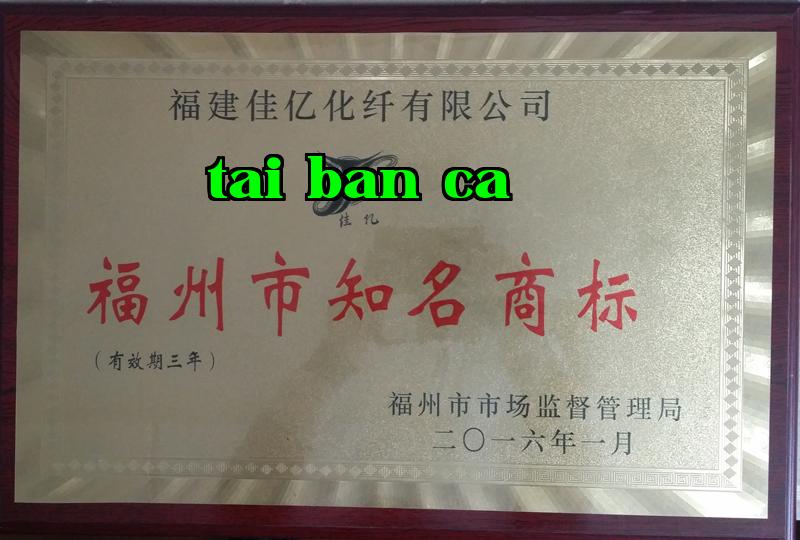 福建佳亿化纤有限公司
tai ban ca
佳亿
福州市知名商标
（有效期三年）
福州市市场监督管理局
二〇一六年一月